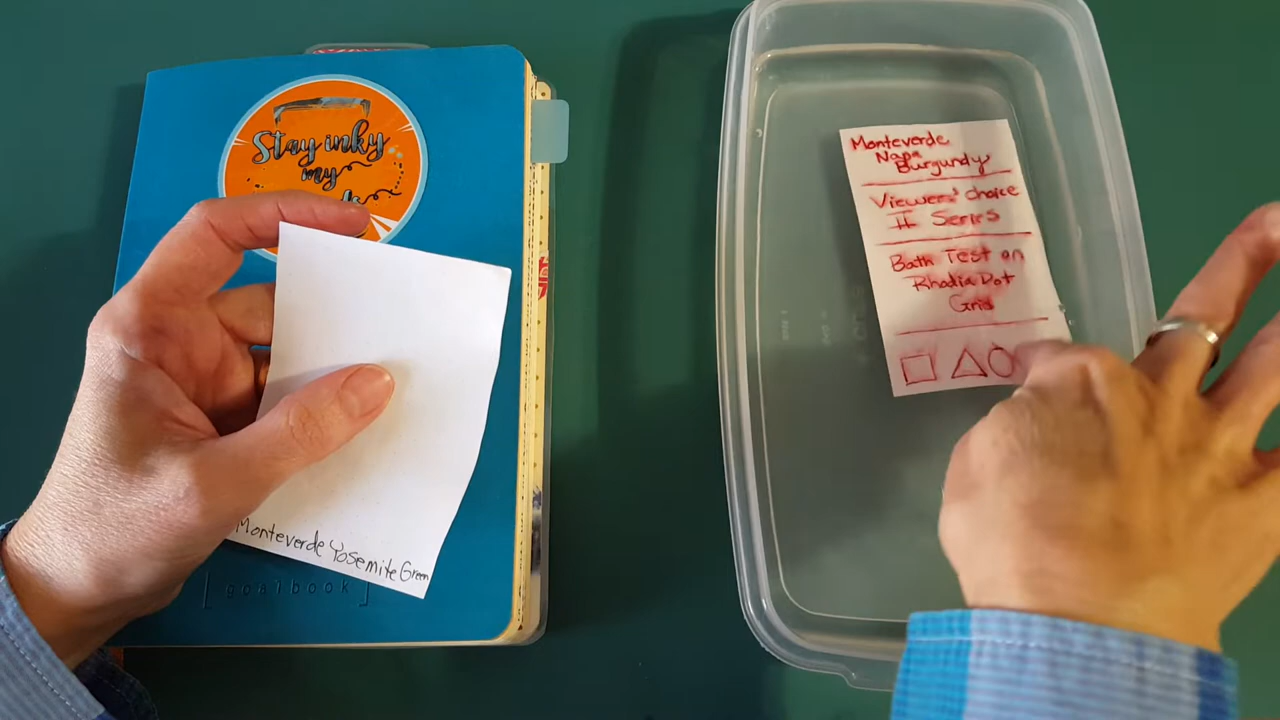 Stay inky
my
Monteverde Yosemite Green
[goalbook]
Monteverde
Napa
Burgundy
Viewers' choice
II Series
Bath Test on
Rhodia Dot
Grid